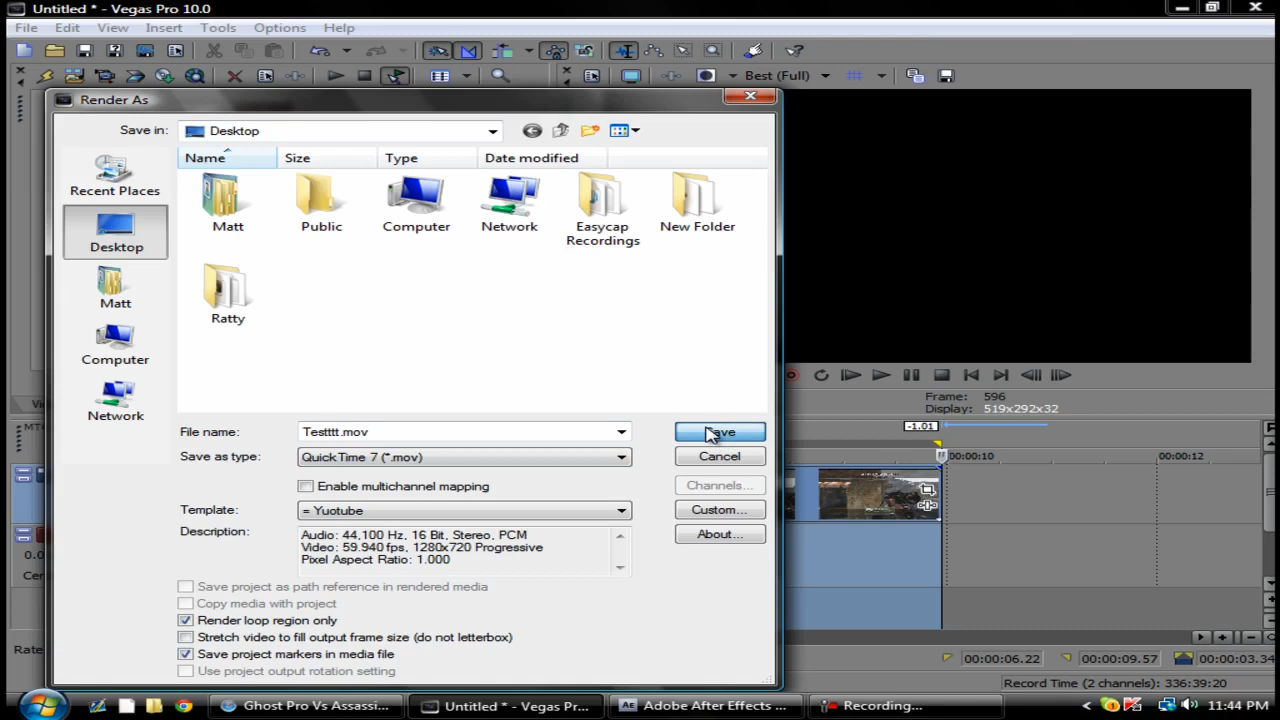 Untitled * - Vegas Pro 10.0
File Edit View Insert Tools Options Help
Best (Full)
Render As
Save in: Desktop
Name Size Type Date modified
Recent Places
Desktop
Matt
Computer
Network
Matt Public Computer Network Easycap Recordings New Folder
Ratty
File name: Testttt.mov
Save
Save as type: QuickTime 7 (*.mov)
Cancel
Enable multichannel mapping
Channels...
Template: = Yuotube
Custom...
Description:
Audio: 44,100 Hz, 16 Bit, Stereo, PCM
Video: 59.940 fps, 1280x720 Progressive
Pixel Aspect Ratio: 1.000
About...
Save project as path reference in rendered media
Copy media with project
Render loop region only
Stretch video to fill output frame size (do not letterbox)
Save project markers in media file
Use project output rotation setting
Frame: 596
Display: 519x292x32
-1.01
00:00:10 00:00:12
Rate
00:00:06.22 00:00:09.57 00:00:03.34
Record Time (2 channels): 336:39:20
Ghost Pro Vs Assassi... Untitled * - Vegas Pr... Adobe After Effects ... Recording... 11:44 PM